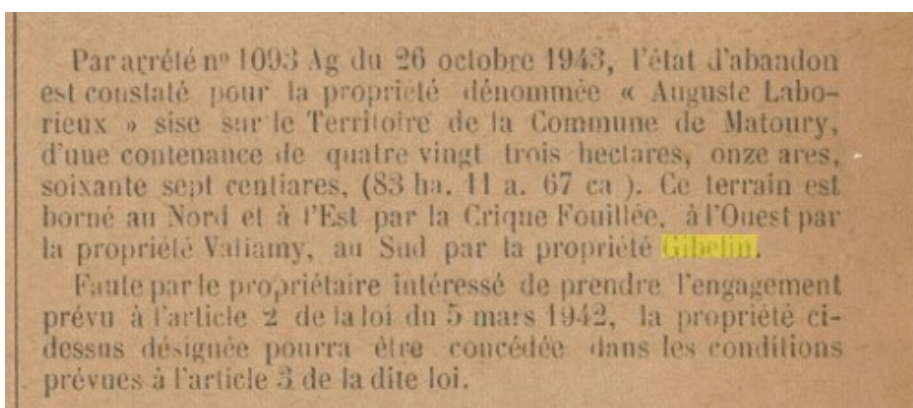 Par arrêté nº 1093 Ag du 26 octobre 1943, l'état d'abandon
est constaté pour la propriété dénommée « Auguste Labo-
rieux » sise sur le Territoire de la Commune de Matoury,
d'une contenance de quatre vingt trois hectares, onze ares,
soixante sept centiares, (83 ha. 11 a. 67 ca ). Ce terrain est
borné au Nord et à l'Est par la Crique Fouillée, à l'Ouest par
la propriété Valiamy, au Sud par la propriété Gibelin.
Faute par le propriétaire intéressé de prendre l'engagement
prévu à l'article 2 de la loi du 5 mars 1942, la propriété ci-
dessus désignée pourra être concédée dans les conditions
prévues à l'article 3 de la dite loi.